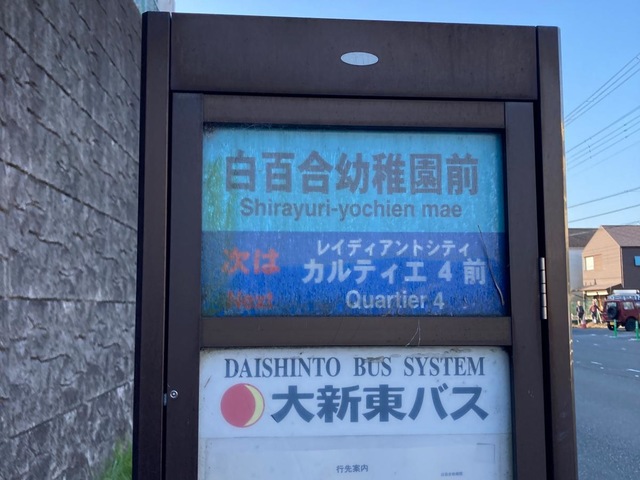 白百合幼稚園前
Shirayuri-yochien mae
次は
レイディアントシティ
カルティエ 4 前
Next
Quartier 4
DAISHINTO BUS SYSTEM
大新東バス
行先案内